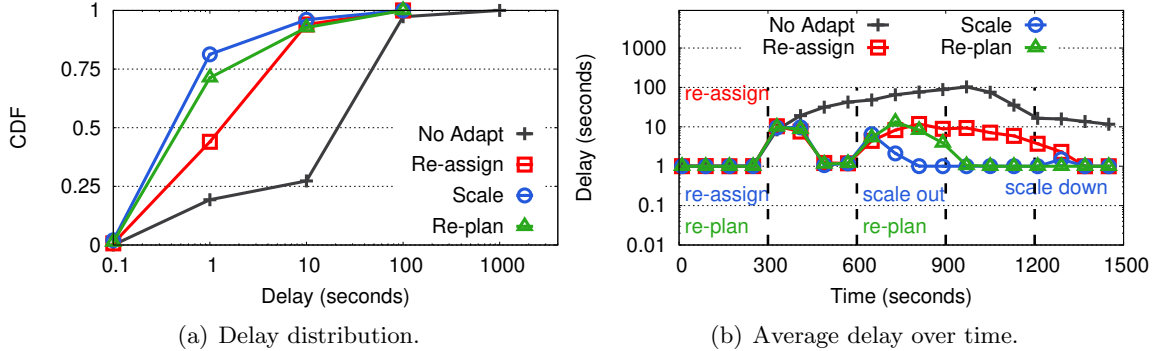 CDF
1
0.75
0.5
0.25
0
0.1
1
10
100
1000
Delay (seconds)
No Adapt
Re-assign
Scale
Re-plan
(a) Delay distribution.
No Adapt
Re-assign
Scale
Re-plan
Delay (seconds)
1000
100
10
1
0.1
0.01
re-assign
re-assign
scale out
scale down
re-plan
re-plan
0
300
600
900
1200
1500
Time (seconds)
(b) Average delay over time.